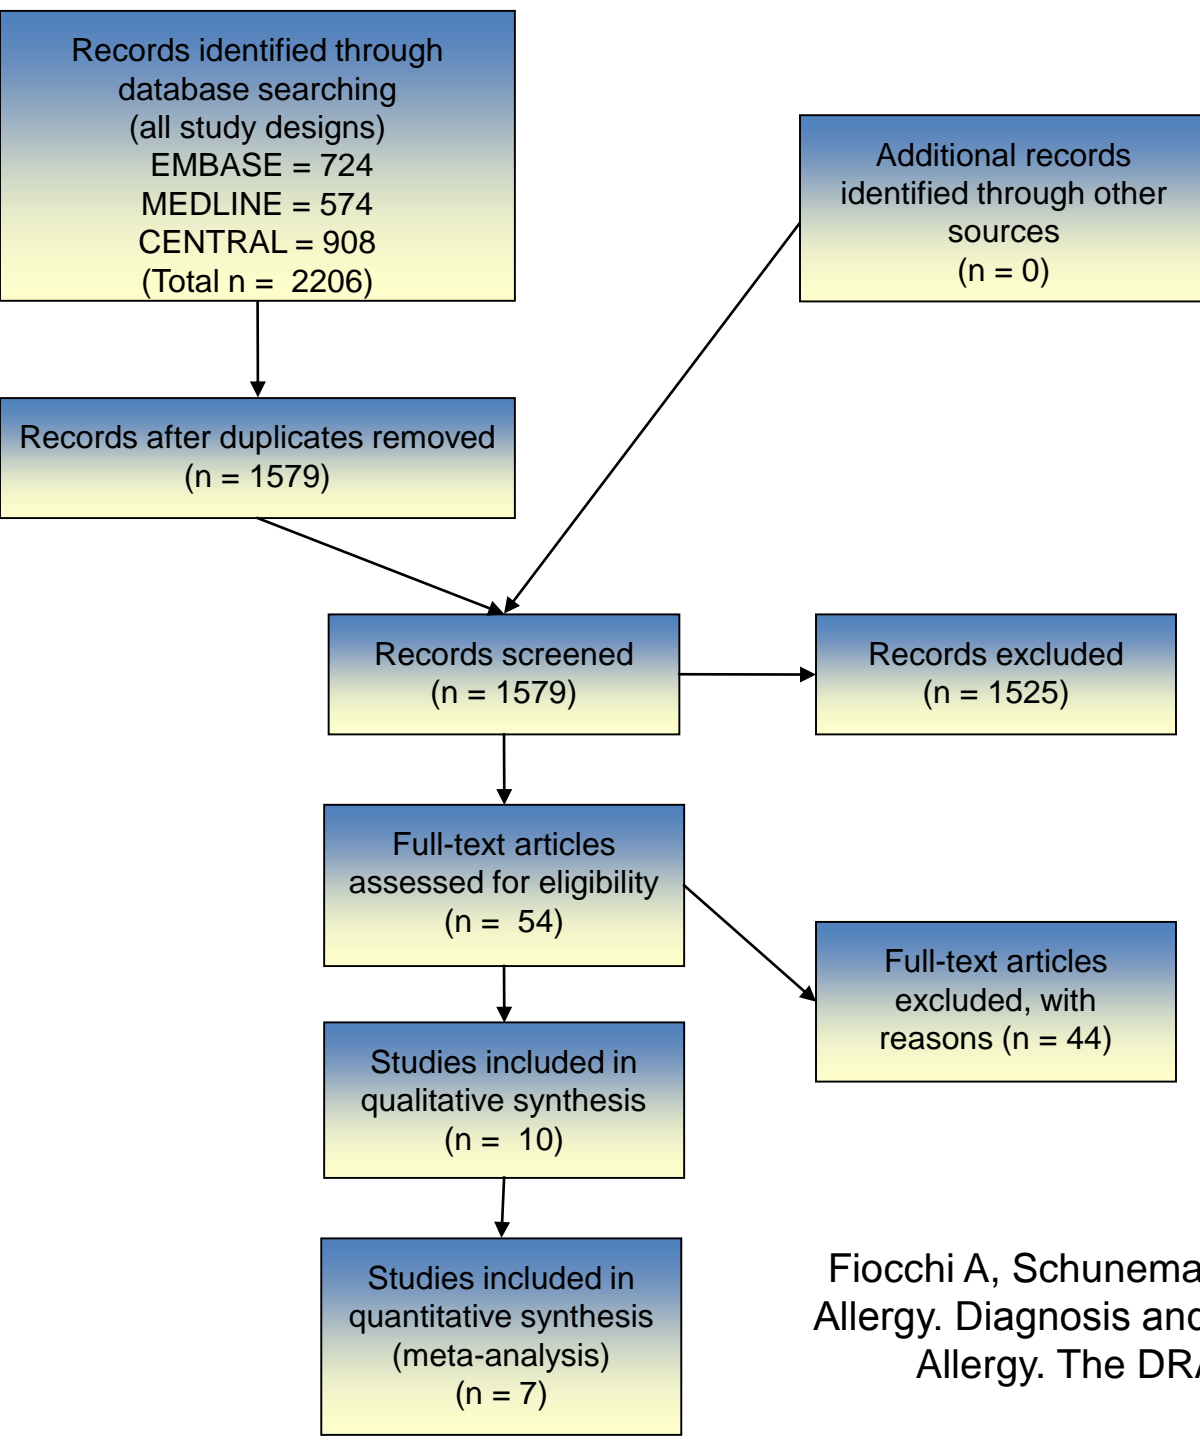 Records identified through
database searching
(all study designs)
EMBASE = 724
MEDLINE = 574
CENTRAL = 908
(Total n = 2206)
Additional records
identified through other
sources
(n = 0)
Records after duplicates removed
(n = 1579)
Records screened
(n = 1579)
Records excluded
(n = 1525)
Full-text articles
assessed for eligibility
(n = 54)
Full-text articles
excluded, with
reasons (n = 44)
Studies included in
qualitative synthesis
(n = 10)
Studies included in
quantitative synthesis
(meta-analysis)
(n = 7)
Fiocchi A, Schunema
Allergy. Diagnosis and
Allergy. The DRA